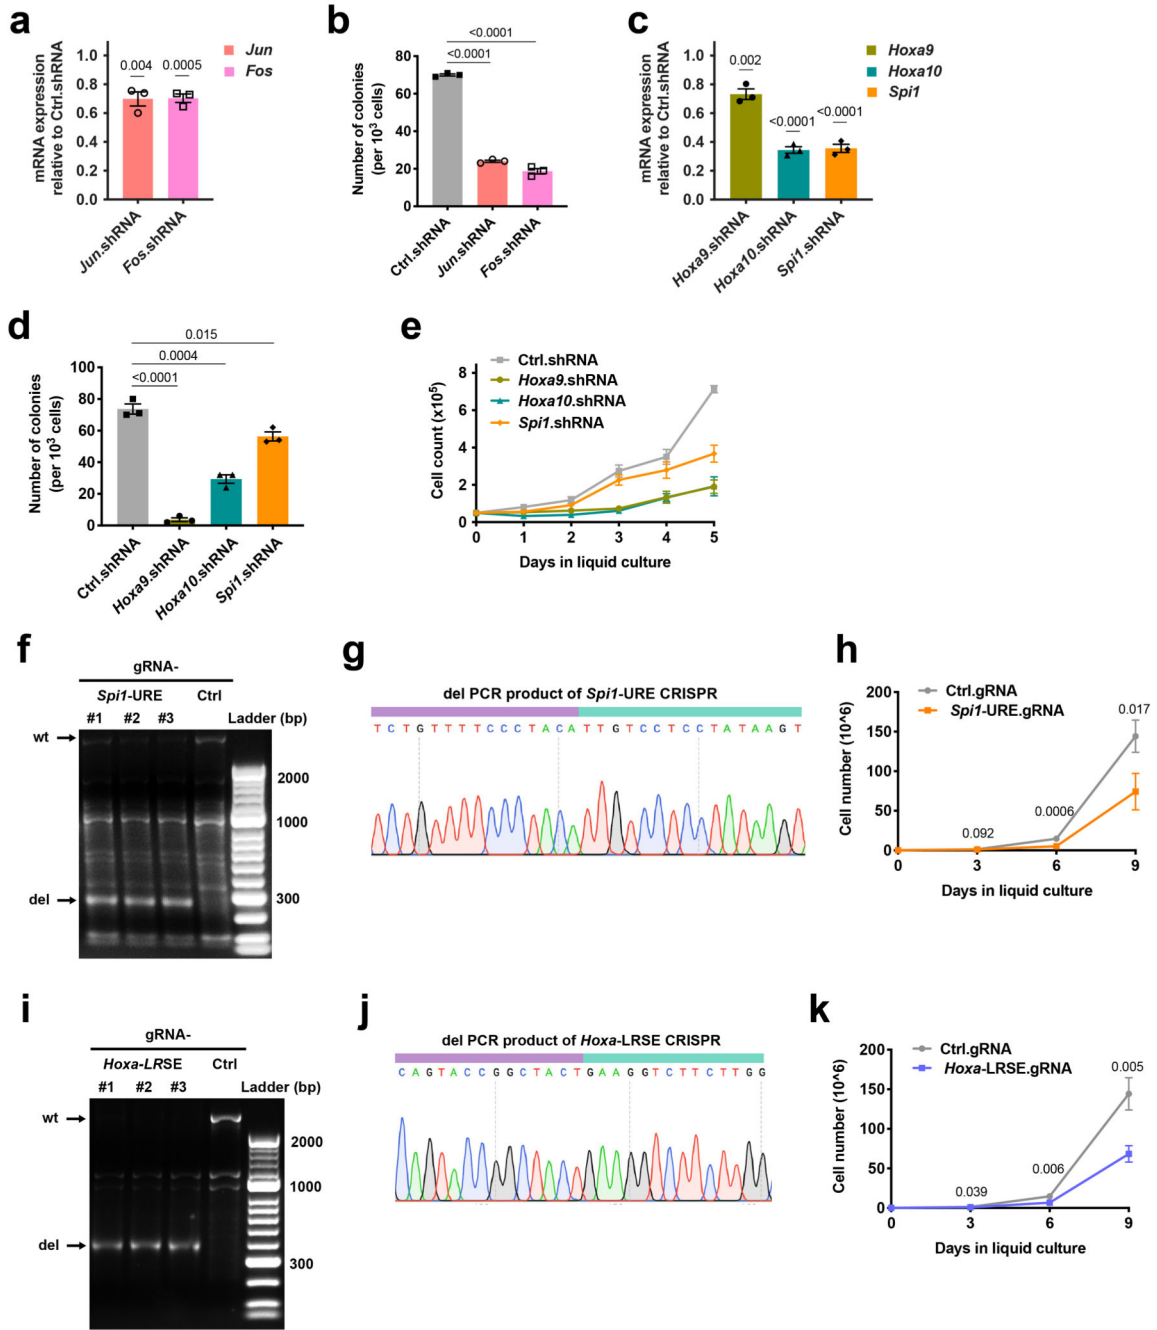 a
mRNA expression
relative to Ctrl.shRNA
1.0
0.8
0.6
0.4
0.2
0.0
0.004
0.0005
Jun.shRNA
Fos.shRNA
Jun
Fos
b
Number of colonies
(per 10³ cells)
80
60
40
20
0
<0.0001
<0.0001
Ctrl.shRNA
Jun.shRNA
Fos.shRNA
c
mRNA expression
relative to Ctrl.shRNA
1.0
0.8
0.6
0.4
0.2
0.0
0.002
<0.0001
<0.0001
Hoxa9.shRNA
Hoxa10.shRNA
Spi1.shRNA
Hoxa9
Hoxa10
Spi1
d
Number of colonies
(per 10³ cells)
100
80
60
40
20
0
0.015
0.0004
<0.0001
Ctrl.shRNA
Hoxa9.shRNA
Hoxa10.shRNA
Spi1.shRNA
e
Cell count (x10⁵)
8
6
4
2
0
Ctrl.shRNA
Hoxa9.shRNA
Hoxa10.shRNA
Spi1.shRNA
0 1 2 3 4 5
Days in liquid culture
f
gRNA-
Spi1-URE Ctrl
#1 #2 #3 Ladder (bp)
wt
2000
1000
del
300
g
del PCR product of Spi1-URE CRISPR
T C T G T T T T C C C T A C A T T G T C C T C C T A T A A G T
h
Cell number (10^6)
200
150
100
50
0
Ctrl.gRNA
Spi1-URE.gRNA
0.092
0.0006
0.017
0 3 6 9
Days in liquid culture
i
gRNA-
Hoxa-LRSE Ctrl
#1 #2 #3 Ladder (bp)
wt
2000
1000
del
300
j
del PCR product of Hoxa-LRSE CRISPR
C A G T A C C G G C T A C T G A A G G T C T T C T T G G
k
Cell number (10^6)
200
150
100
50
0
Ctrl.gRNA
Hoxa-LRSE.gRNA
0.039
0.006
0.005
0 3 6 9
Days in liquid culture